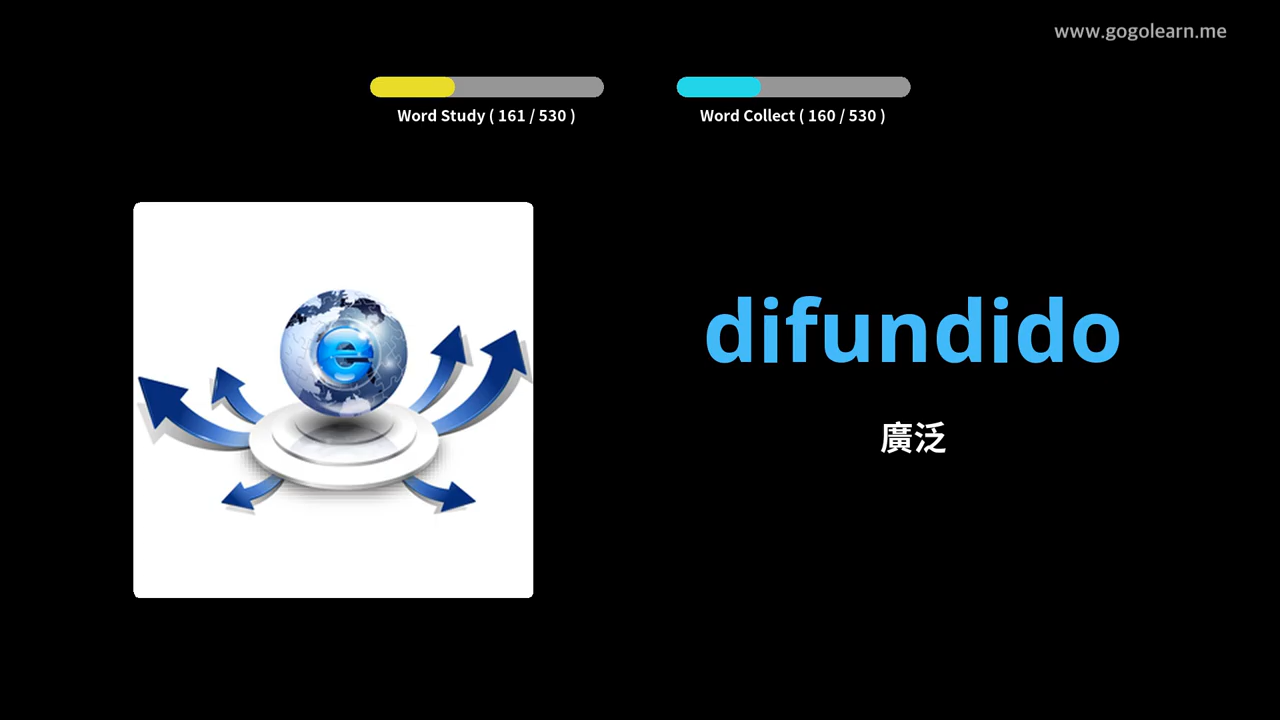 www.gogolearn.me
Word Study ( 161 / 530 )
Word Collect ( 160 / 530 )
e
difundido
廣泛